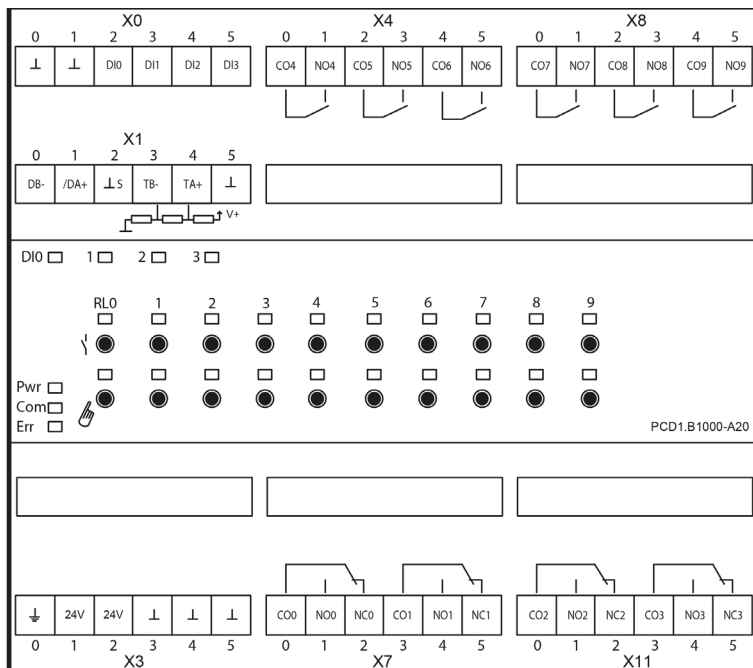 X0 X4 X8
0 1 2 3 4 5 0 1 2 3 4 5 0 1 2 3 4 5
⊥ ⊥ DI0 DI1 DI2 DI3 CO4 NO4 CO5 NO5 CO6 NO6 CO7 NO7 CO8 NO8 CO9 NO9
X1
0 1 2 3 4 5
DB- /DA+ ⊥ S TB- TA+ ⊥
V+
DI0 1 2 3
RL0 1 2 3 4 5 6 7 8 9
Pwr
Com
Err
PCD1.B1000-A20
24V 24V ⊥ ⊥ ⊥ CO0 NO0 NC0 CO1 NO1 NC1 CO2 NO2 NC2 CO3 NO3 NC3
0 1 2 3 4 5 0 1 2 3 4 5 0 1 2 3 4 5
X3 X7 X11